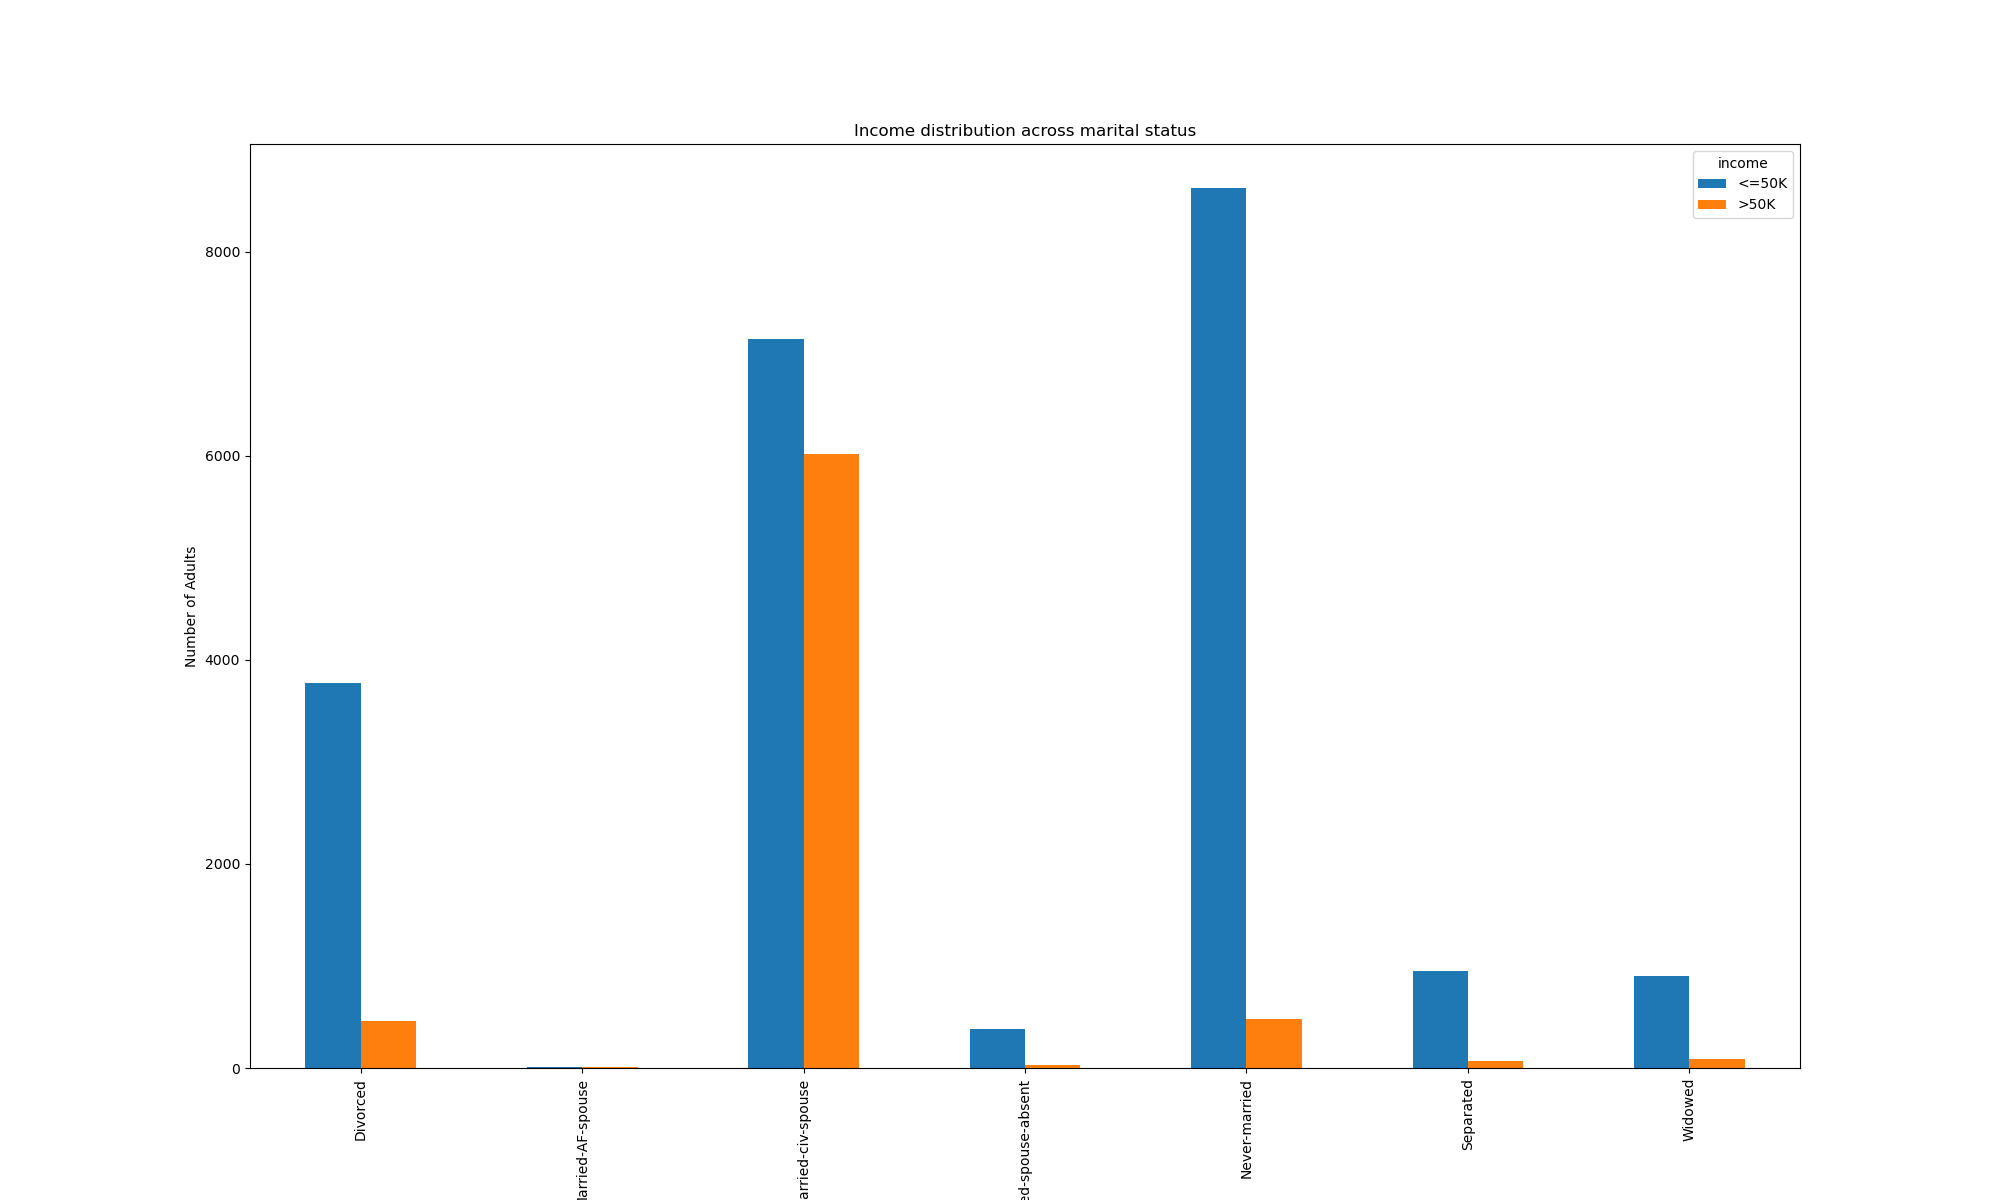 Income distribution across marital status
income
<=50K
>50K
8000
6000
4000
2000
0
Number of Adults
Divorced
arried-AF-spouse
arried-civ-spouse
ed-spouse-absent
Never-married
Separated
Widowed